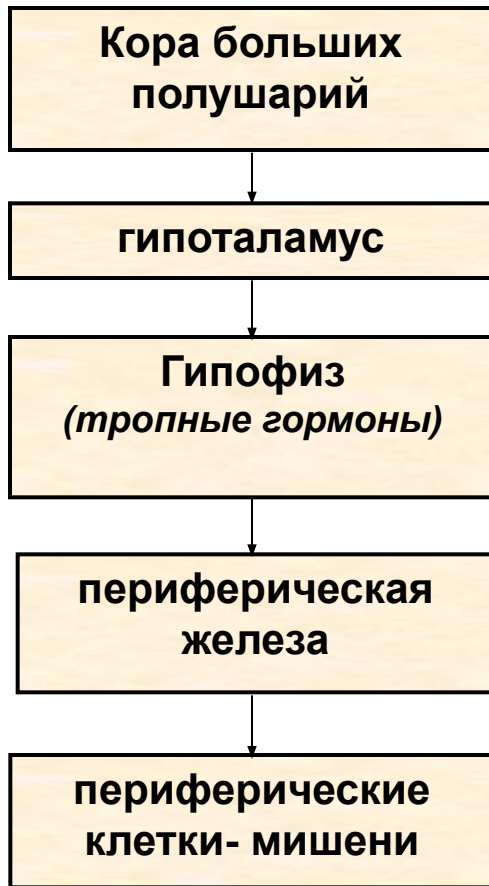 Кора больших
полушарий
гипоталамус
Гипофиз
(тропные гормоны)
периферическая
железа
периферические
клетки- мишени